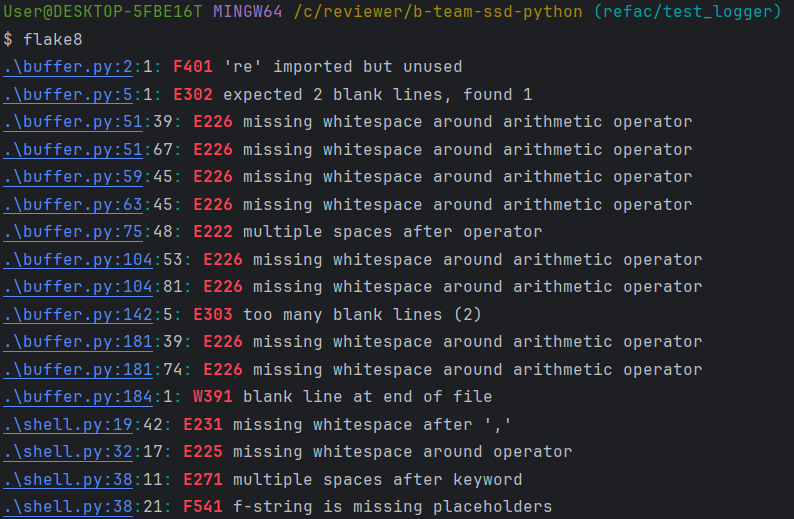 User@DESKTOP-5FBE16T MINGW64 /c/reviewer/b-team-ssd-python (refac/test_logger)
$ flake8
.\buffer.py:2:1: F401 're' imported but unused
.\buffer.py:5:1: E302 expected 2 blank lines, found 1
.\buffer.py:51:39: E226 missing whitespace around arithmetic operator
.\buffer.py:51:67: E226 missing whitespace around arithmetic operator
.\buffer.py:59:45: E226 missing whitespace around arithmetic operator
.\buffer.py:63:45: E226 missing whitespace around arithmetic operator
.\buffer.py:75:48: E222 multiple spaces after operator
.\buffer.py:104:53: E226 missing whitespace around arithmetic operator
.\buffer.py:104:81: E226 missing whitespace around arithmetic operator
.\buffer.py:142:5: E303 too many blank lines (2)
.\buffer.py:181:39: E226 missing whitespace around arithmetic operator
.\buffer.py:181:74: E226 missing whitespace around arithmetic operator
.\buffer.py:184:1: W391 blank line at end of file
.\shell.py:19:42: E231 missing whitespace after ','
.\shell.py:32:17: E225 missing whitespace around operator
.\shell.py:38:11: E271 multiple spaces after keyword
.\shell.py:38:21: F541 f-string is missing placeholders